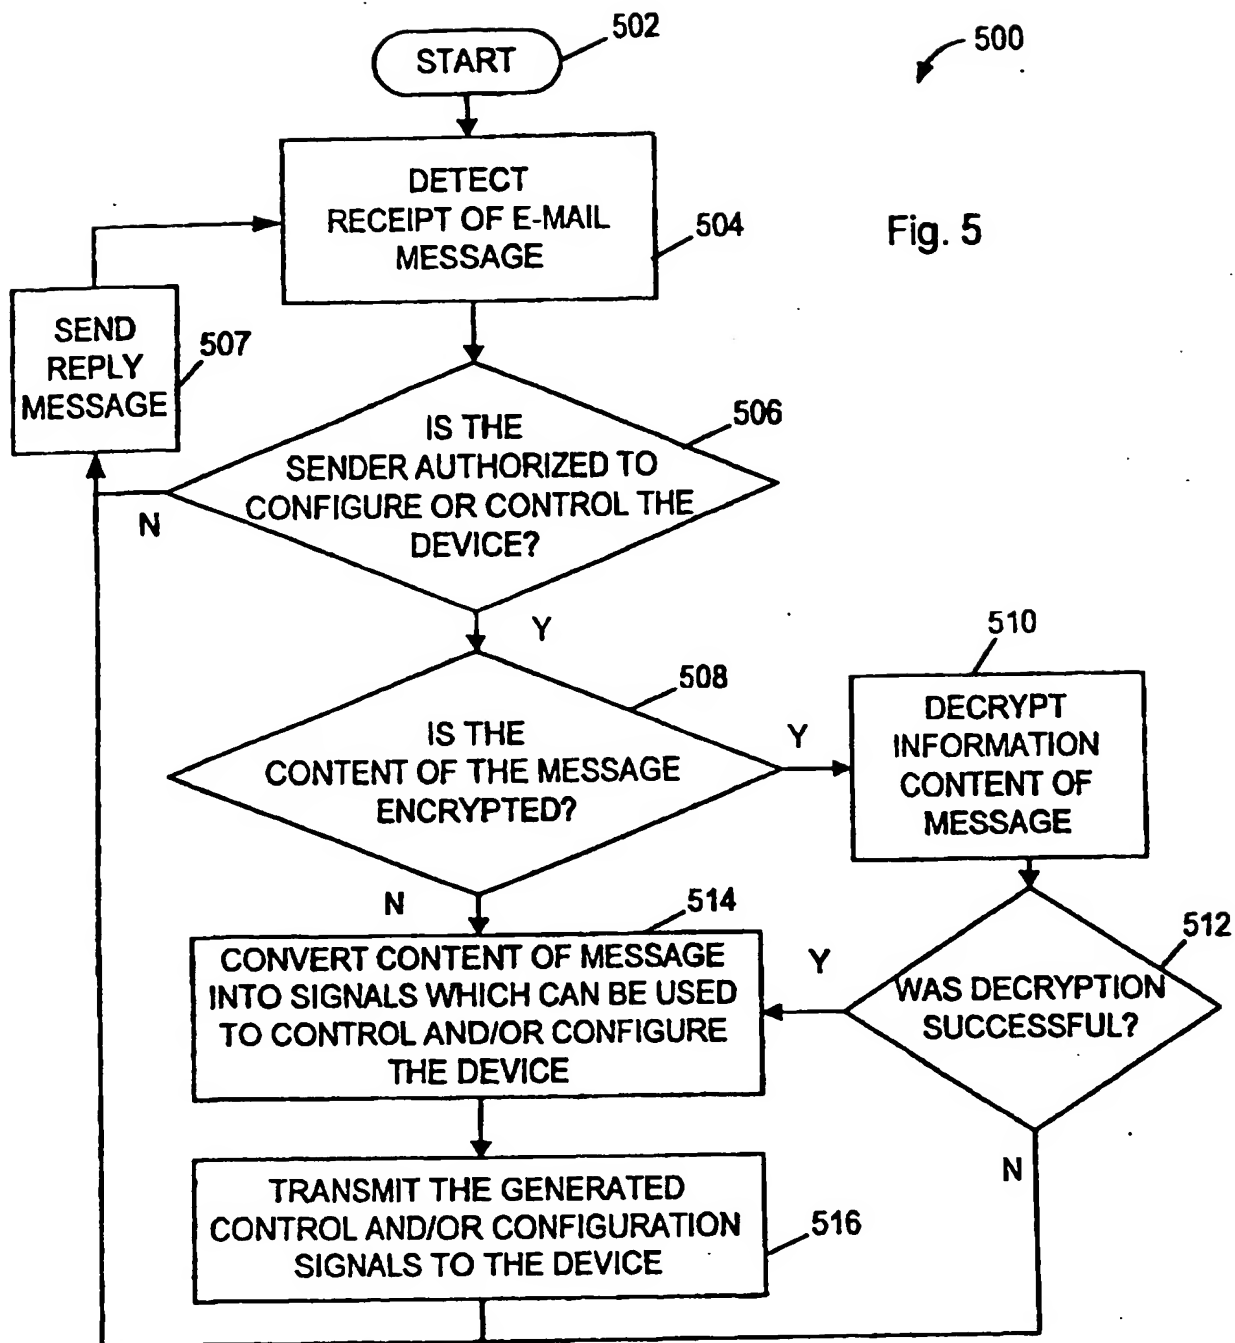 502
START
500
DETECT
RECEIPT OF E-MAIL
MESSAGE
504
Fig. 5
SEND
REPLY
MESSAGE
507
IS THE
SENDER AUTHORIZED TO
CONFIGURE OR CONTROL THE
DEVICE?
506
N
Y
508
IS THE
CONTENT OF THE MESSAGE
ENCRYPTED?
Y
510
DECRYPT
INFORMATION
CONTENT OF
MESSAGE
N
514
CONVERT CONTENT OF MESSAGE
INTO SIGNALS WHICH CAN BE USED
TO CONTROL AND/OR CONFIGURE
THE DEVICE
Y
512
WAS DECRYPTION
SUCCESSFUL?
N
TRANSMIT THE GENERATED
CONTROL AND/OR CONFIGURATION
SIGNALS TO THE DEVICE
516